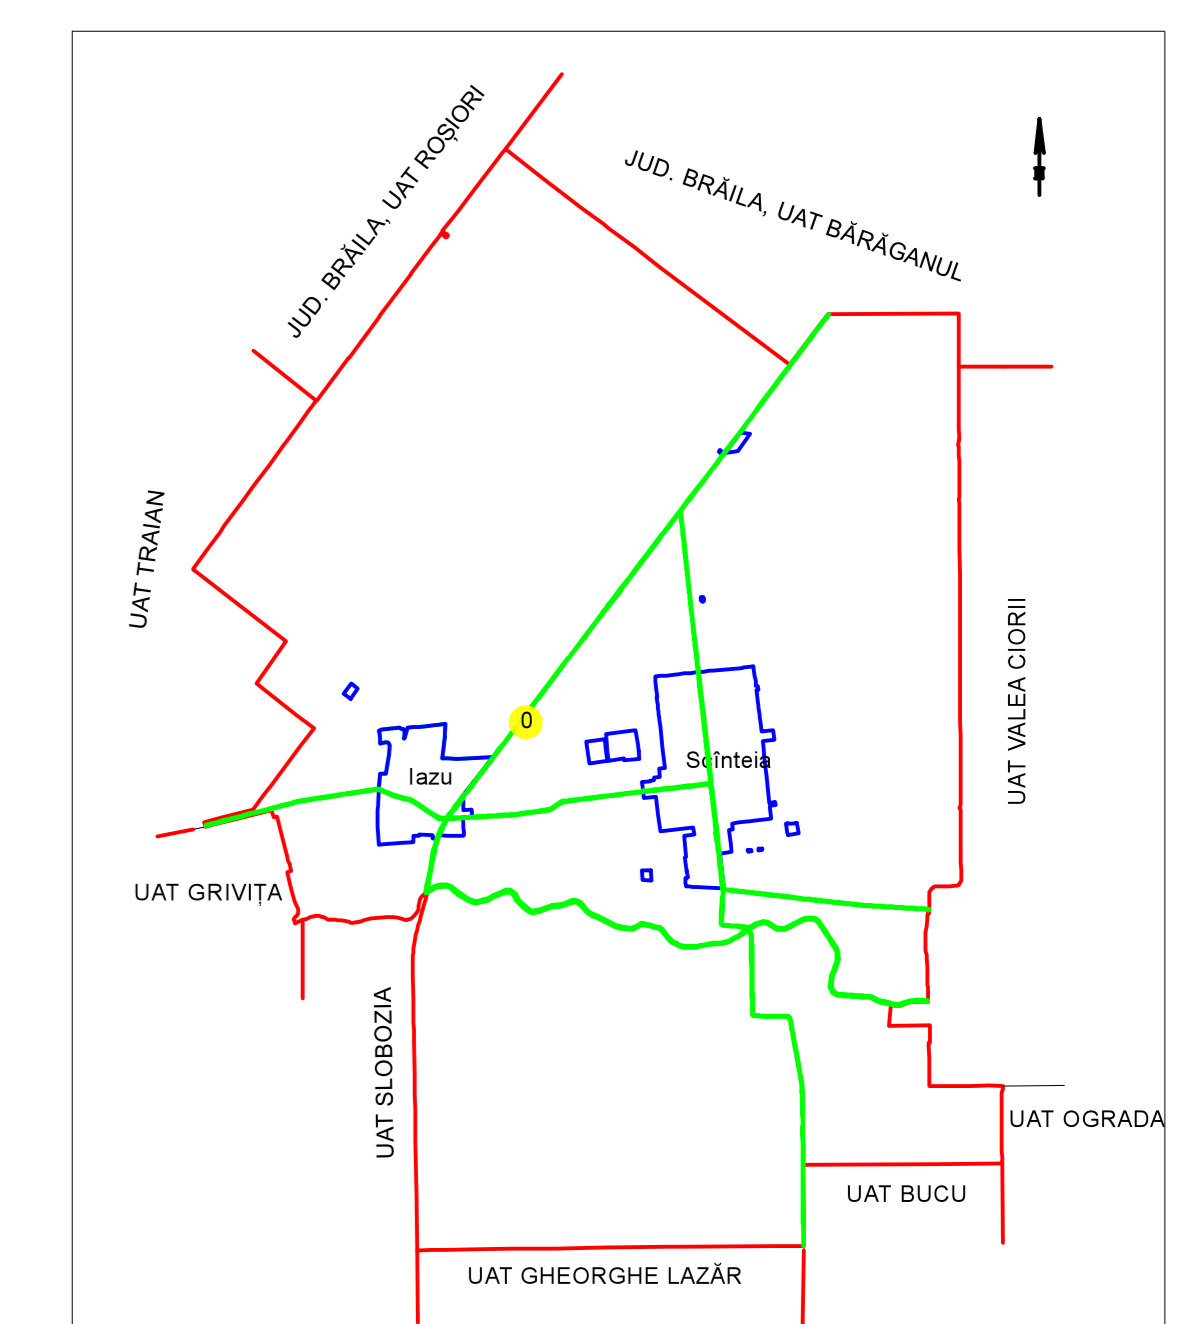 JUD. BRĂILA, UAT ROȘIORI
JUD. BRĂILA, UAT BĂRĂGANUL
UAT TRAIAN
UAT VALEA CIORII
0
Scînteia
Iazu
UAT GRIVIȚA
UAT SLOBOZIA
UAT OGRADA
UAT BUCU
UAT GHEORGHE LAZĂR